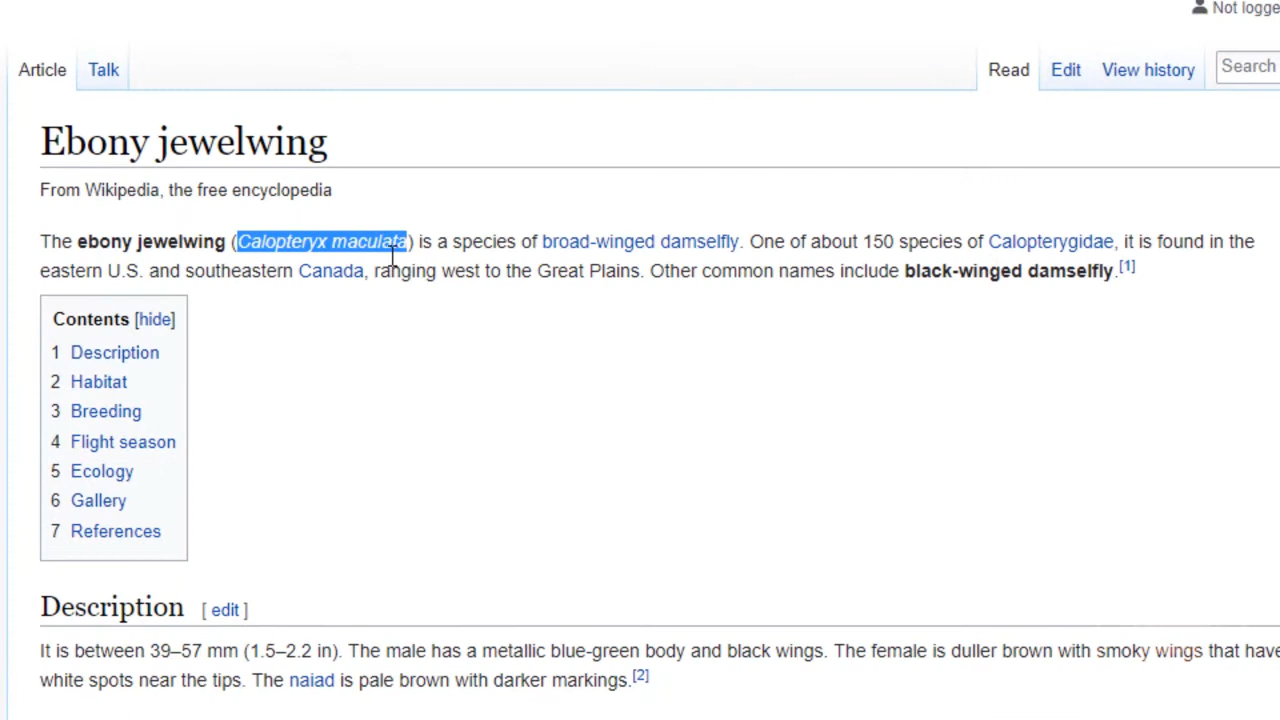 Not logge
Article Talk Read Edit View history Search
Ebony jewelwing
From Wikipedia, the free encyclopedia
The ebony jewelwing (Calopteryx maculata) is a species of broad-winged damselfly. One of about 150 species of Calopterygidae, it is found in the
eastern U.S. and southeastern Canada, ranging west to the Great Plains. Other common names include black-winged damselfly.[1]
Contents [hide]
1 Description
2 Habitat
3 Breeding
4 Flight season
5 Ecology
6 Gallery
7 References
Description [ edit ]
It is between 39–57 mm (1.5–2.2 in). The male has a metallic blue-green body and black wings. The female is duller brown with smoky wings that have
white spots near the tips. The naiad is pale brown with darker markings.[2]